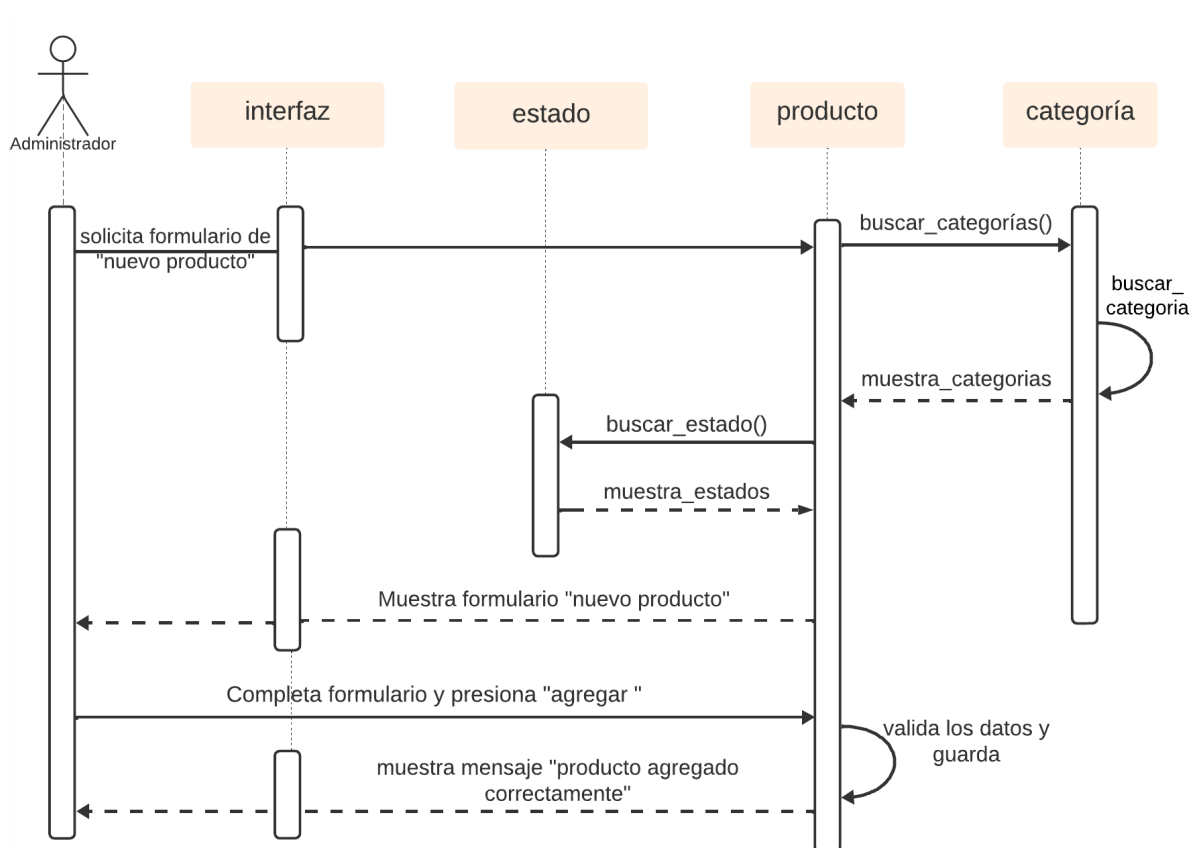 Administrador
interfaz
estado
producto
categoría
solicita formulario de
"nuevo producto"
buscar_categorías()
buscar_
categoria
muestra_categorias
buscar_estado()
muestra_estados
Muestra formulario "nuevo producto"
Completa formulario y presiona "agregar "
valida los datos y
guarda
muestra mensaje "producto agregado
correctamente"